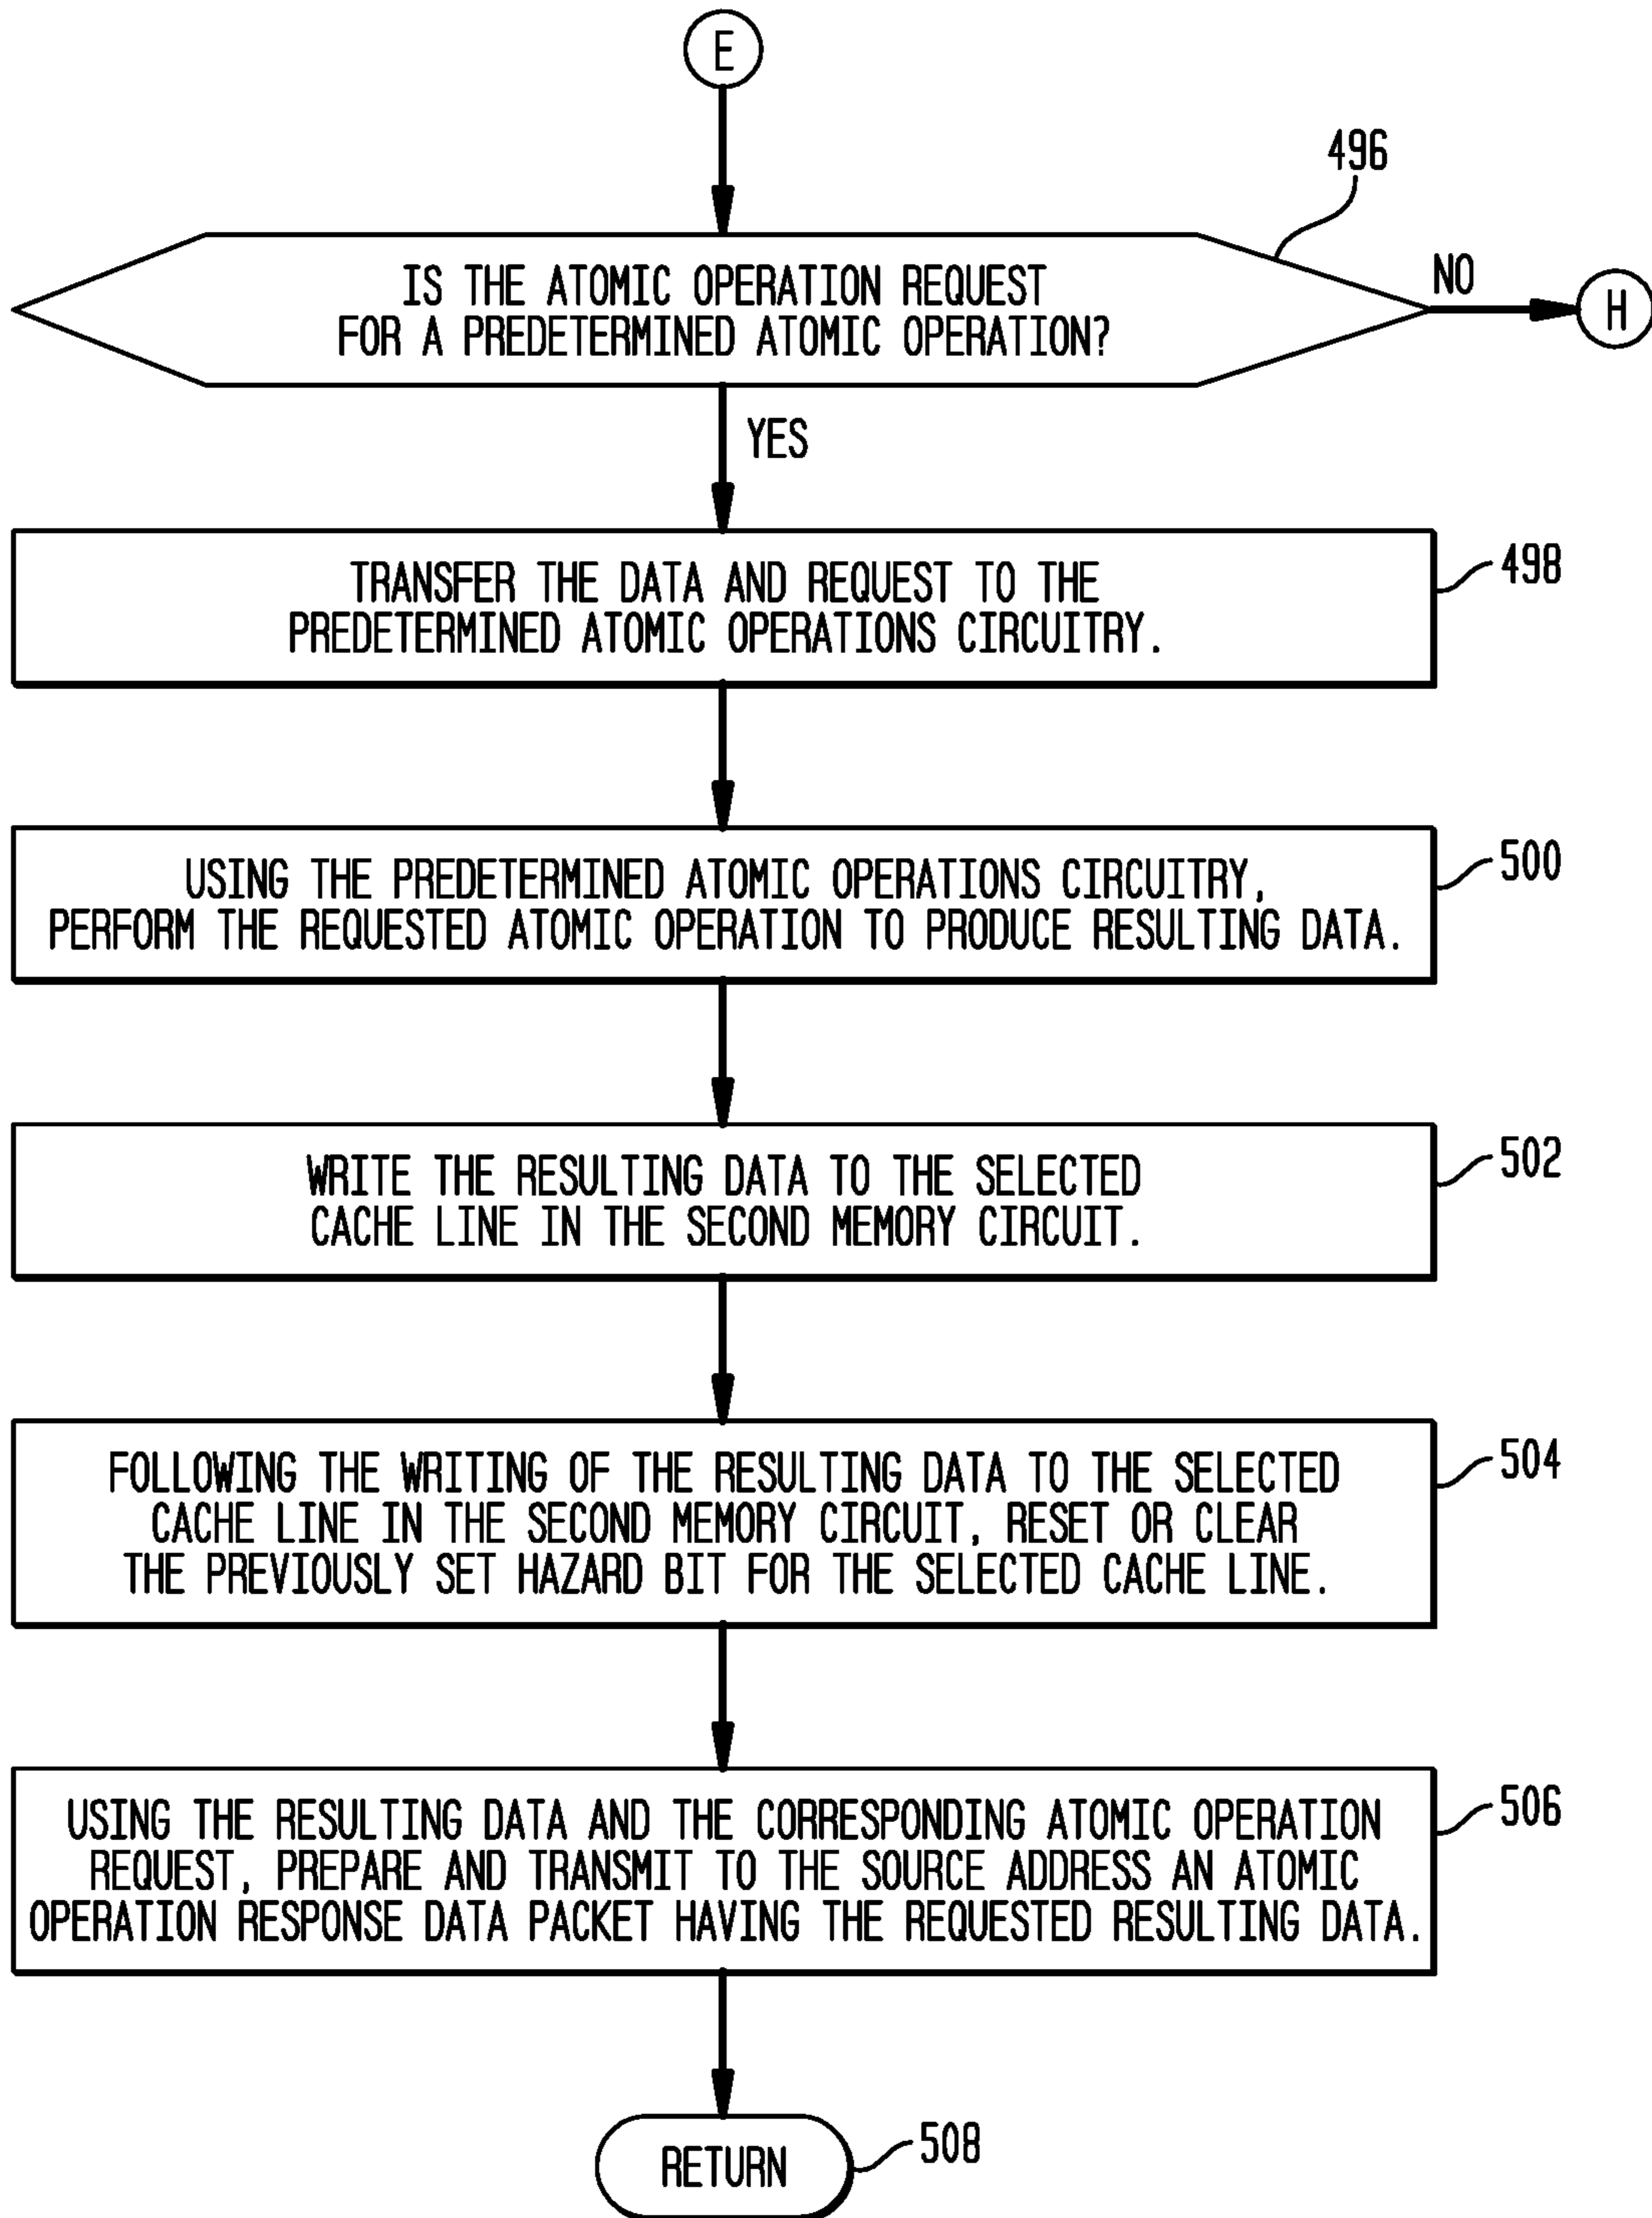 E
496
IS THE ATOMIC OPERATION REQUEST
FOR A PREDETERMINED ATOMIC OPERATION?
NO
H
YES
TRANSFER THE DATA AND REQUEST TO THE
PREDETERMINED ATOMIC OPERATIONS CIRCUITRY.
498
USING THE PREDETERMINED ATOMIC OPERATIONS CIRCUITRY,
PERFORM THE REQUESTED ATOMIC OPERATION TO PRODUCE RESULTING DATA.
500
WRITE THE RESULTING DATA TO THE SELECTED
CACHE LINE IN THE SECOND MEMORY CIRCUIT.
502
FOLLOWING THE WRITING OF THE RESULTING DATA TO THE SELECTED
CACHE LINE IN THE SECOND MEMORY CIRCUIT, RESET OR CLEAR
THE PREVIOUSLY SET HAZARD BIT FOR THE SELECTED CACHE LINE.
504
USING THE RESULTING DATA AND THE CORRESPONDING ATOMIC OPERATION
REQUEST, PREPARE AND TRANSMIT TO THE SOURCE ADDRESS AN ATOMIC
OPERATION RESPONSE DATA PACKET HAVING THE REQUESTED RESULTING DATA.
506
RETURN
508